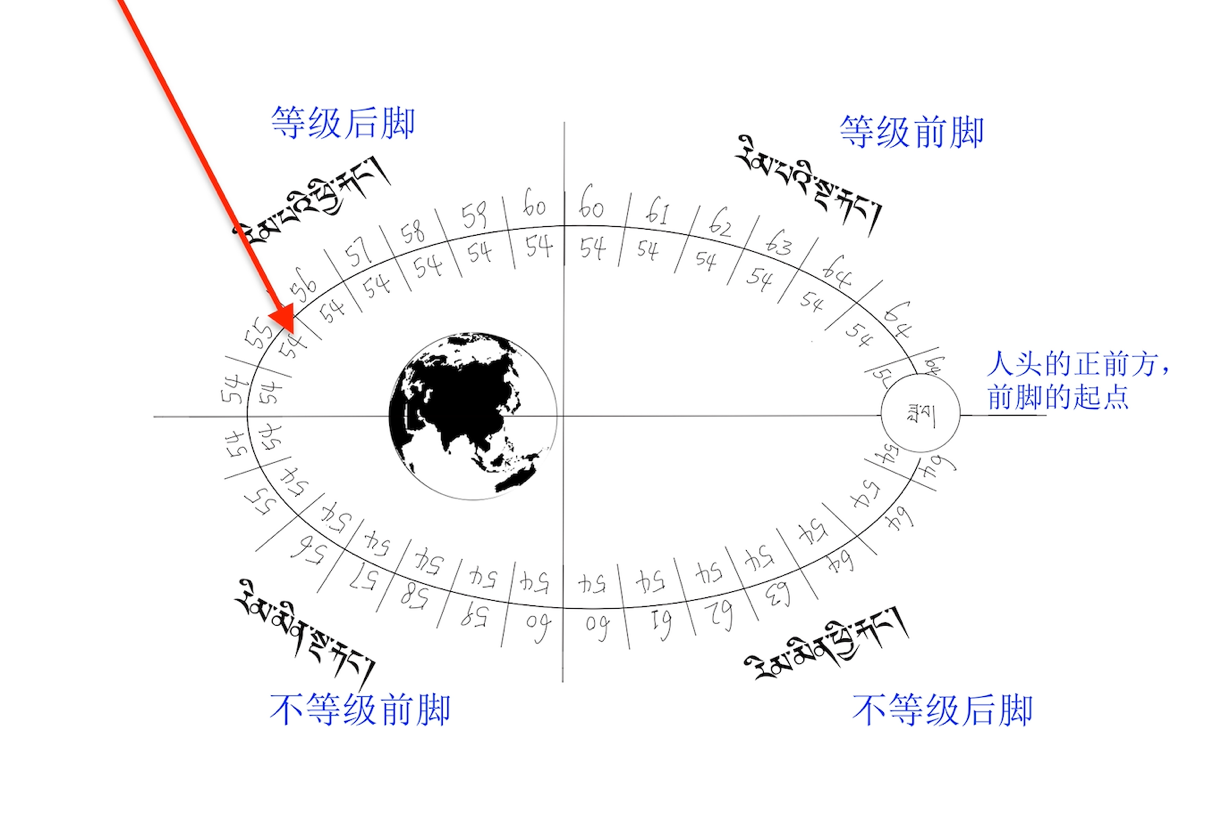 等级后脚
等级前脚
རིམ་པའི་ཕྱི་རྐང།
རིམ་པའི་སྔ་རྐང།
54 55 56 57 58 59 60 60 61 62 63 64 64 64
54 54 54 54 54 54 54 54 54 54 54 54 54
人头的正前方，
前脚的起点
ཟླ་བ།
54 54 54 54 54 54 54 54 54 54 54 54 54 54
54 55 56 57 58 59 60 60 61 62 63 64 64 64
རིམ་མིན་སྔ་རྐང།
རིམ་མིན་ཕྱི་རྐང།
不等级前脚
不等级后脚